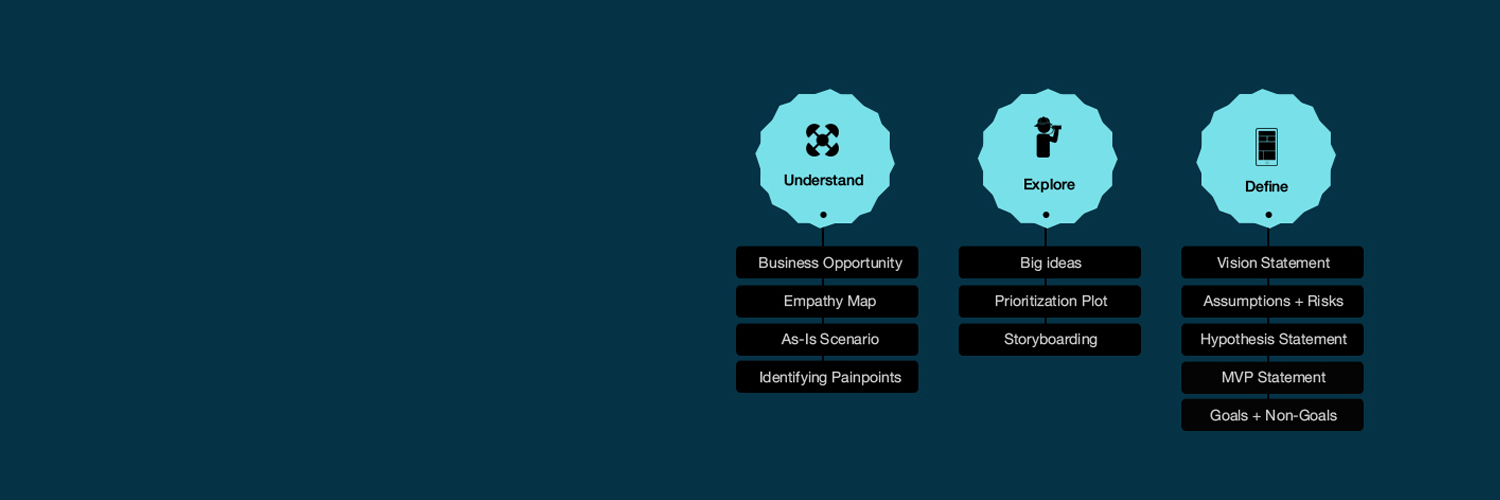 Understand
Business Opportunity
Empathy Map
As-Is Scenario
Identifying Painpoints
Explore
Big ideas
Prioritization Plot
Storyboarding
Define
Vision Statement
Assumptions + Risks
Hypothesis Statement
MVP Statement
Goals + Non-Goals